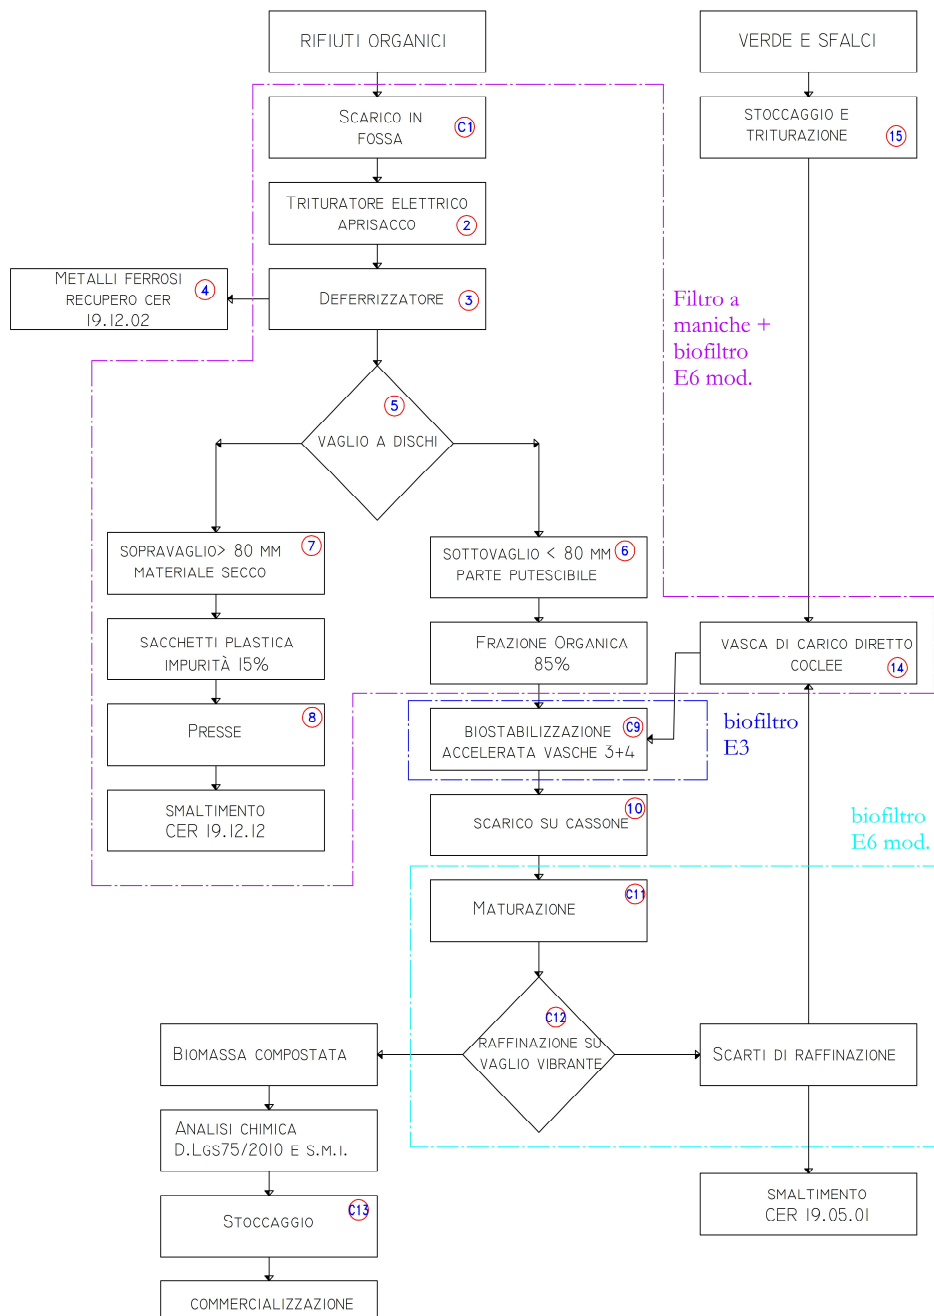 RIFIUTI ORGANICI
VERDE E SFALCI
SCARICO IN
FOSSA
C1
STOCCAGGIO E
TRITURAZIONE
15
TRITURATORE ELETTRICO
APRISACCO
2
METALLI FERROSI
RECUPERO CER
19.12.02
4
DEFERRIZZATORE
3
Filtro a
maniche +
biofiltro
E6 mod.
5
VAGLIO A DISCHI
SOPRAVAGLIO> 80 MM
MATERIALE SECCO
7
SOTTOVAGLIO < 80 MM
PARTE PUTESCIBILE
6
SACCHETTI PLASTICA
IMPURITÀ 15%
FRAZIONE ORGANICA
85%
VASCA DI CARICO DIRETTO
COCLEE
14
PRESSE
8
BIOSTABILIZZAZIONE
ACCELERATA VASCHE 3+4
C9
biofiltro
E3
SMALTIMENTO
CER 19.12.12
SCARICO SU CASSONE
10
biofiltro
E6 mod.
MATURAZIONE
C11
C12
RAFFINAZIONE SU
VAGLIO VIBRANTE
BIOMASSA COMPOSTATA
SCARTI DI RAFFINAZIONE
ANALISI CHIMICA
D.LGS75/2010 E S.M.I.
SMALTIMENTO
CER 19.05.01
STOCCAGGIO
C13
COMMERCIALIZZAZIONE